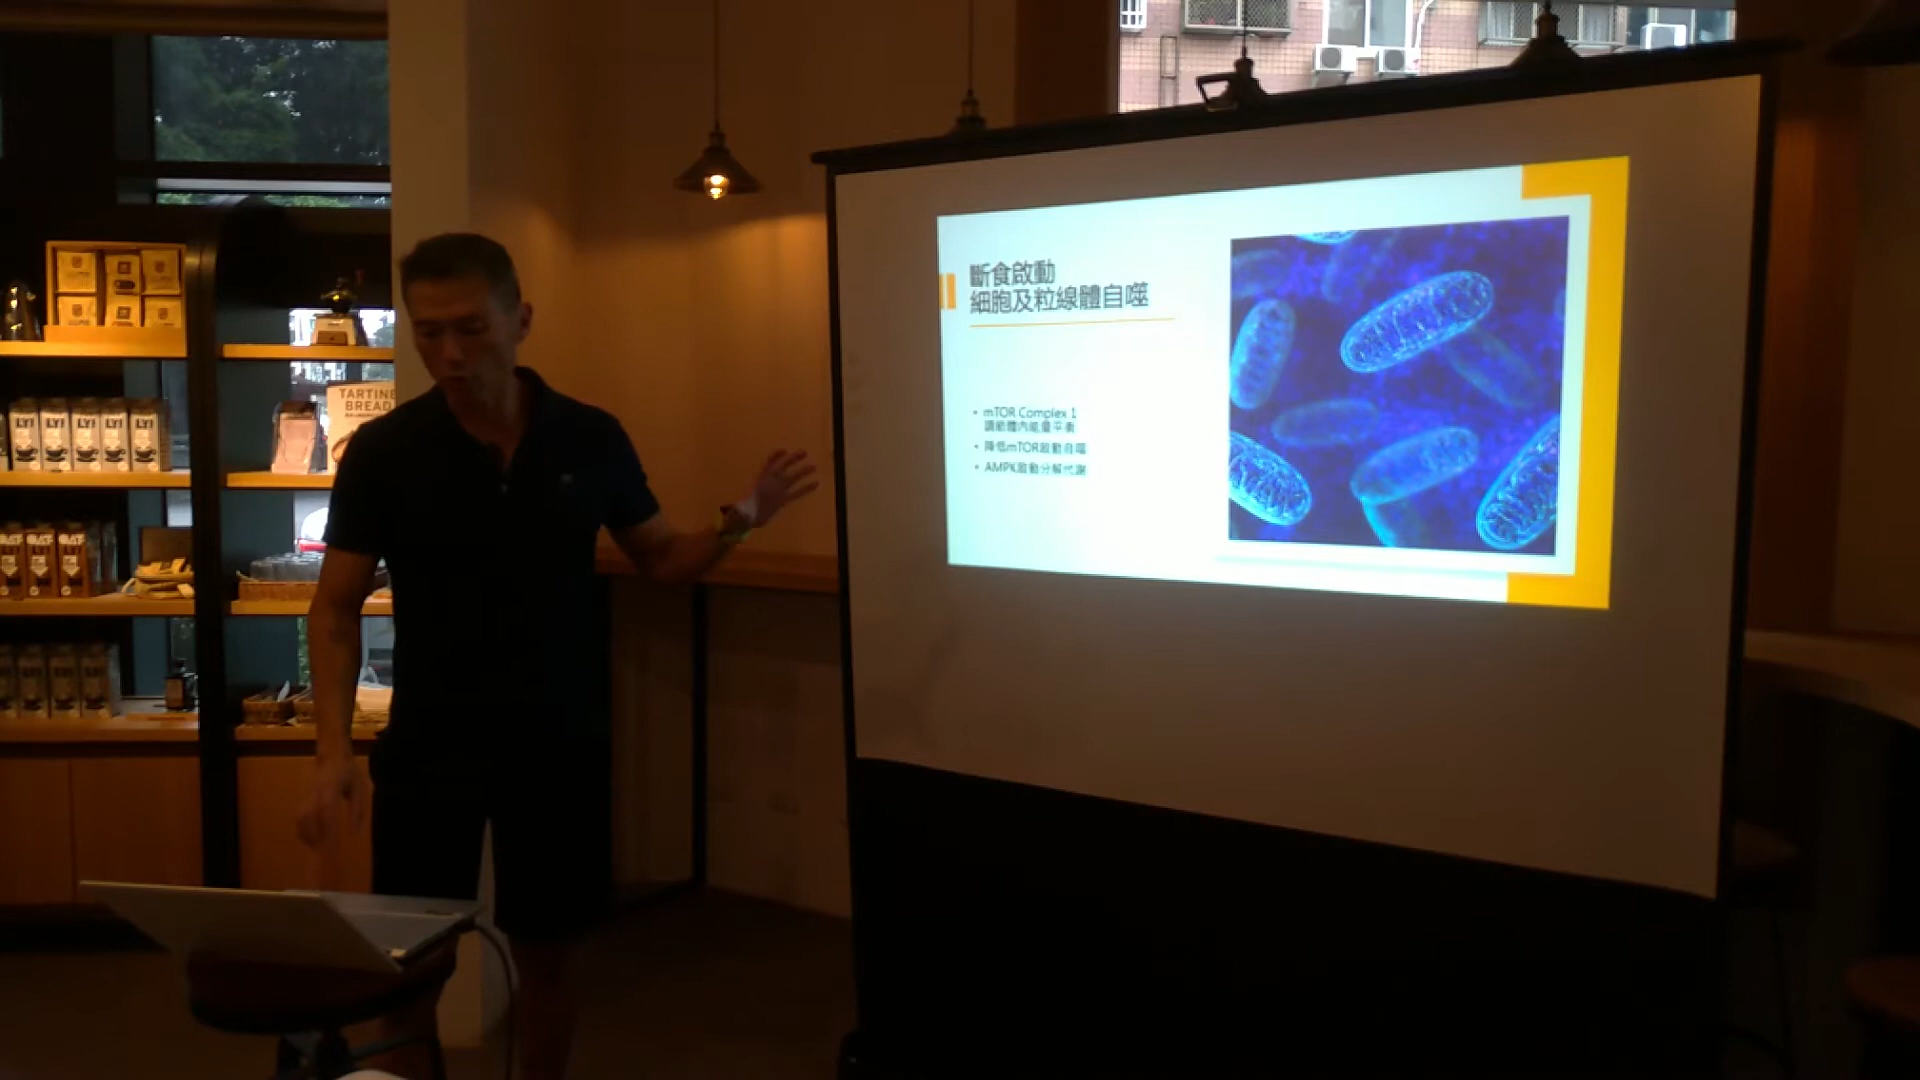 斷食啟動
細胞及粒線體自噬
• mTOR Complex 1
調節體內能量平衡
• 降低mTOR啟動自噬
• AMPK啟動分解代謝
TARTINE
BREAD